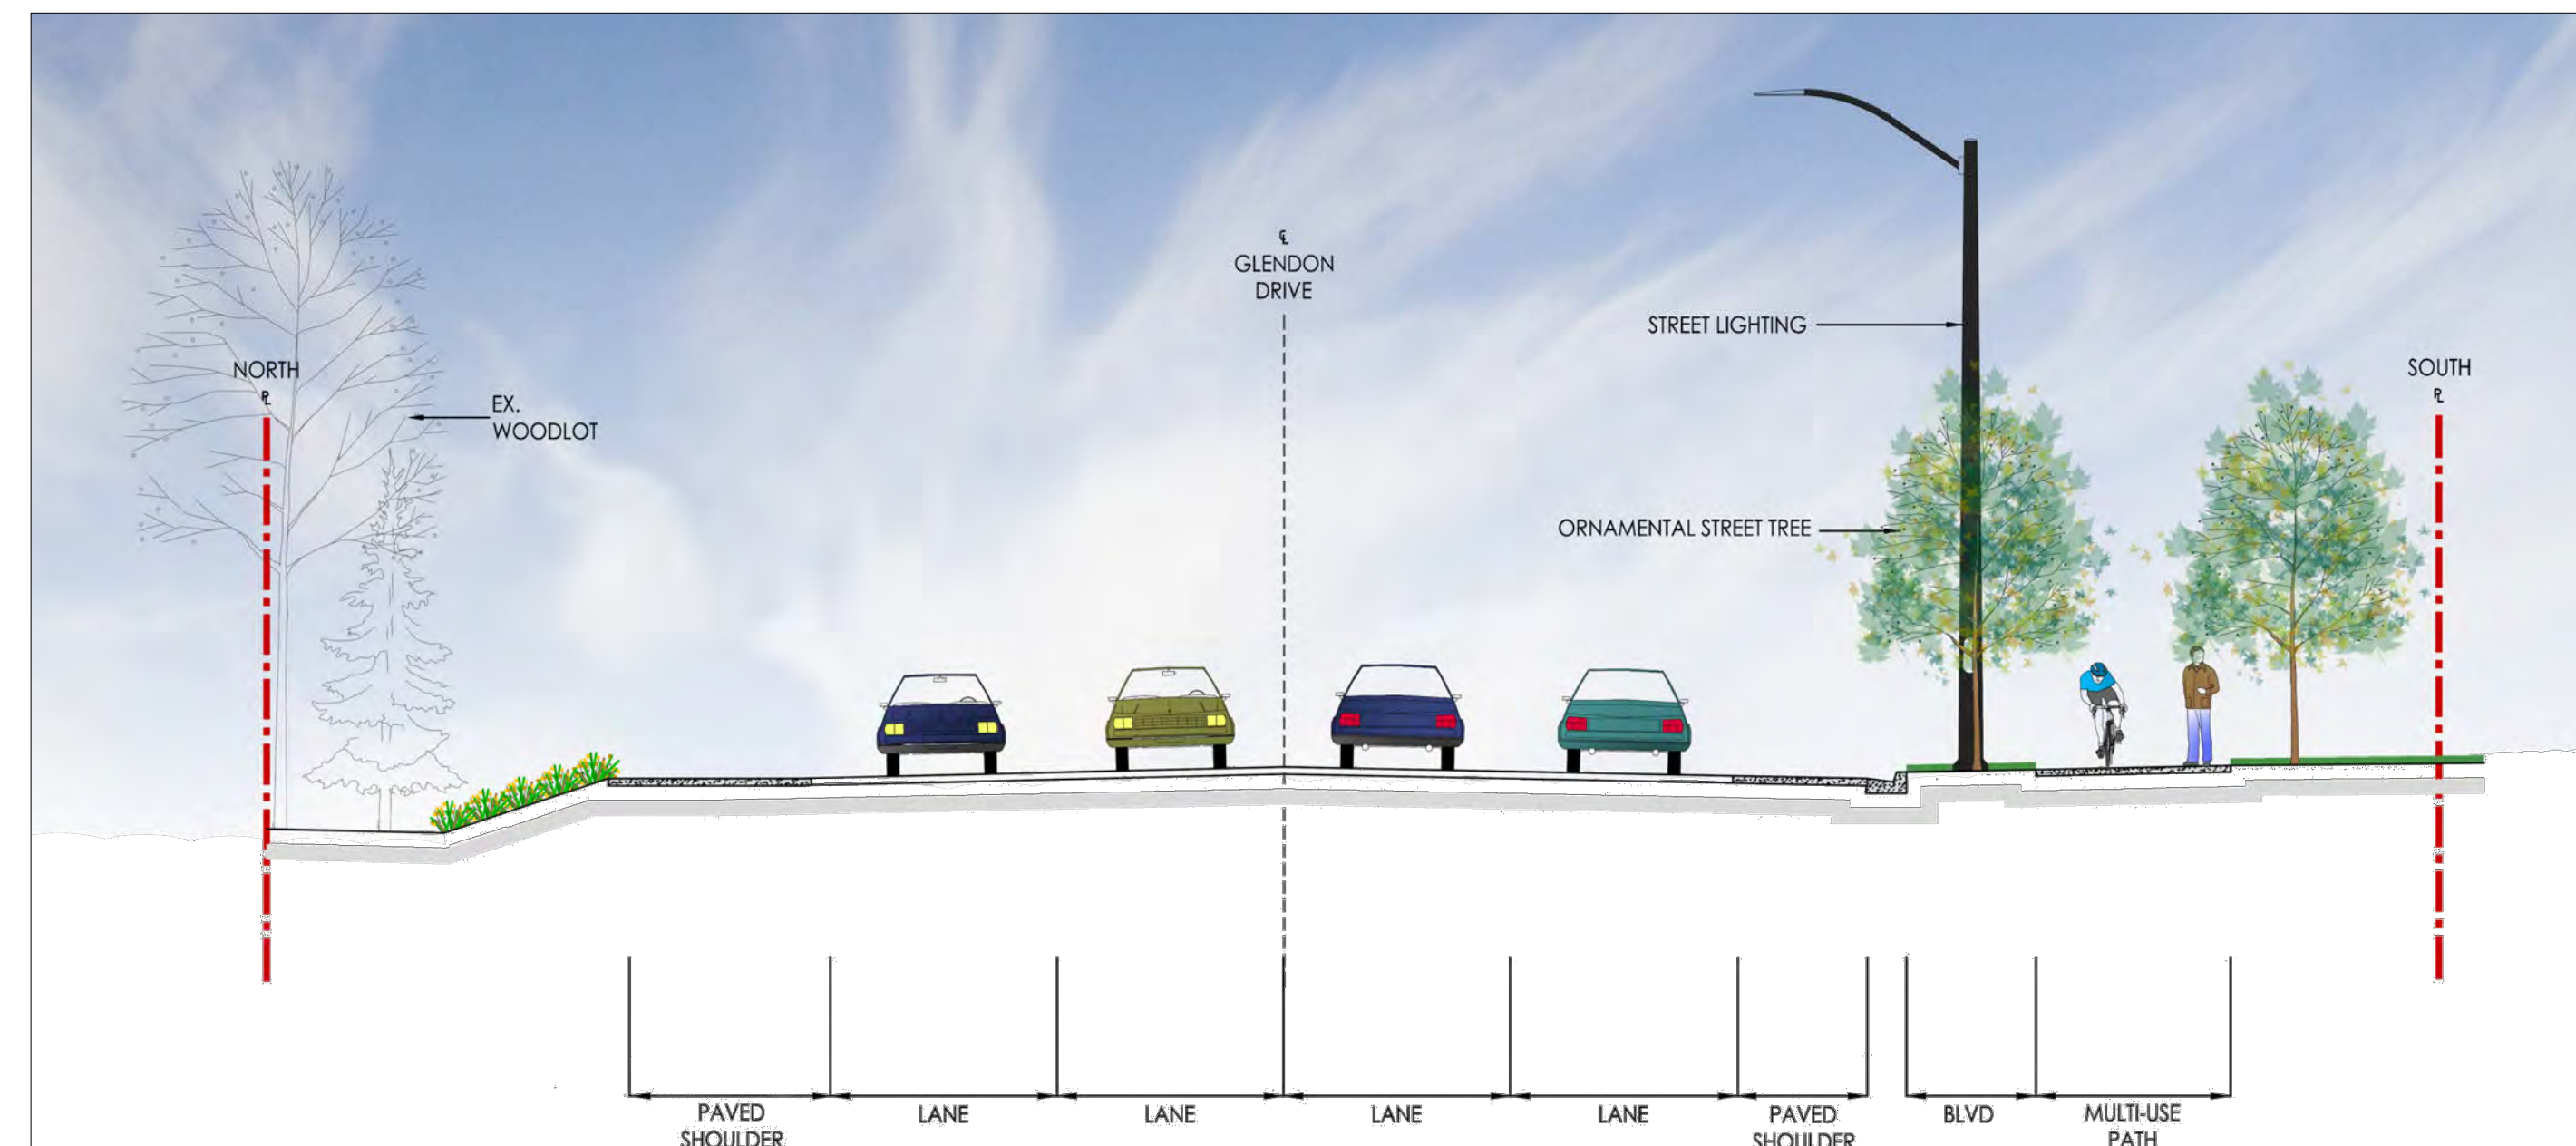 ℄
GLENDON
DRIVE
STREET LIGHTING
NORTH
℞
EX.
WOODLOT
SOUTH
℞
ORNAMENTAL STREET TREE
PAVED
SHOULDER
LANE
LANE
LANE
LANE
PAVED
SHOULDER
BLVD
MULTI-USE
PATH